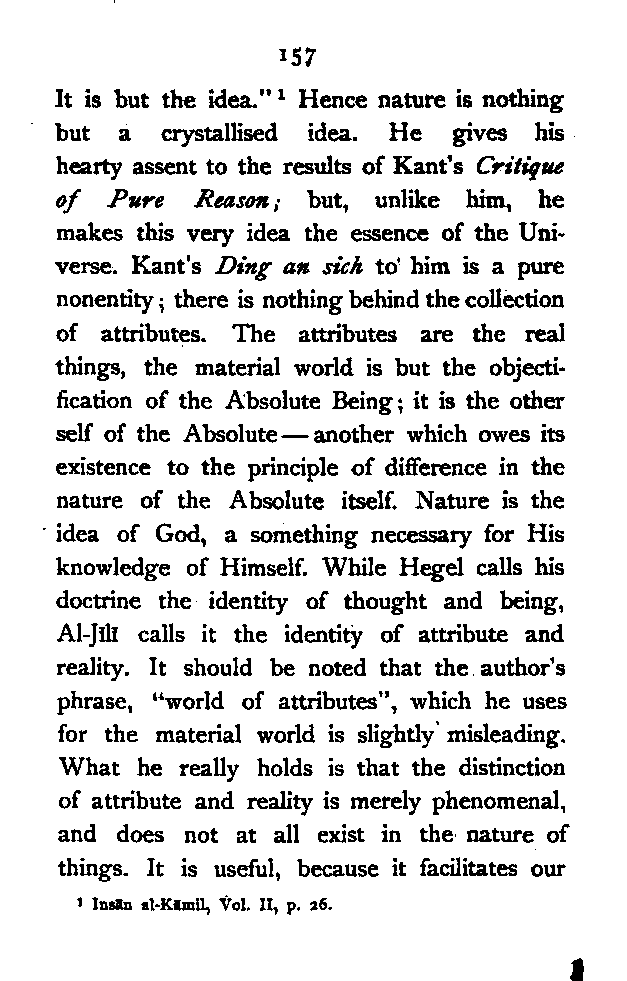 157
It is but the idea." ¹ Hence nature is nothing
but a crystallised idea. He gives his
hearty assent to the results of Kant's Critique
of Pure Reason; but, unlike him, he
makes this very idea the essence of the Uni-
verse. Kant's Ding an sich to him is a pure
nonentity; there is nothing behind the collection
of attributes. The attributes are the real
things, the material world is but the objecti-
fication of the Absolute Being; it is the other
self of the Absolute — another which owes its
existence to the principle of difference in the
nature of the Absolute itself. Nature is the
idea of God, a something necessary for His
knowledge of Himself. While Hegel calls his
doctrine the identity of thought and being,
Al-Jīlī calls it the identity of attribute and
reality. It should be noted that the author's
phrase, "world of attributes", which he uses
for the material world is slightly misleading.
What he really holds is that the distinction
of attribute and reality is merely phenomenal,
and does not at all exist in the nature of
things. It is useful, because it facilitates our
¹ Insān al-Kāmil, Vol. II, p. 26.